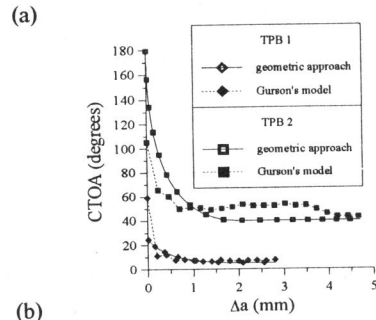 (a)
TPB 1
geometric approach
Gurson's model
TPB 2
geometric approach
Gurson's model
CTOA (degrees)
180
160
140
120
100
80
60
40
20
0
0 1 2 3 4 5
Δa (mm)
(b)